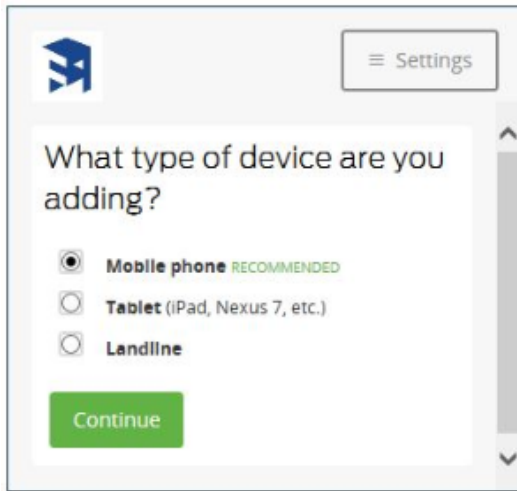 ≡ Settings
What type of device are you
adding?
Mobile phone RECOMMENDED
Tablet (iPad, Nexus 7, etc.)
Landline
Continue